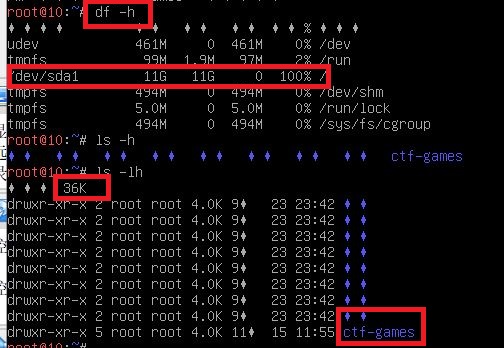 root@10:~# df -h
♦ ♦ ♦ ♦ ♦ ♦ ♦ ♦ ♦ ♦ ♦% ♦ ♦ ♦
udev 461M 0 461M 0% /dev
tmpfs 99M 1.9M 97M 2% /run
/dev/sda1 11G 11G 0 100% /
tmpfs 494M 0 494M 0% /dev/shm
tmpfs 5.0M 0 5.0M 0% /run/lock
tmpfs 494M 0 494M 0% /sys/fs/cgroup
root@10:~# ls -h
♦ ♦ ♦ ♦ ♦ ♦ ♦ ♦ ♦ ♦ ♦ ♦ ♦ ♦ ♦ ♦ ctf-games
root@10:~# ls -lh
♦ ♦ ♦ 36K
drwxr-xr-x 2 root root 4.0K 9♦ 23 23:42 ♦ ♦
drwxr-xr-x 2 root root 4.0K 9♦ 23 23:42 ♦ ♦
drwxr-xr-x 2 root root 4.0K 9♦ 23 23:42 ♦ ♦
drwxr-xr-x 2 root root 4.0K 9♦ 23 23:42 ♦ ♦
drwxr-xr-x 2 root root 4.0K 9♦ 23 23:42 ♦ ♦
drwxr-xr-x 2 root root 4.0K 9♦ 23 23:42 ♦ ♦
drwxr-xr-x 2 root root 4.0K 9♦ 23 23:42 ♦ ♦
drwxr-xr-x 2 root root 4.0K 9♦ 23 23:42 ♦ ♦
drwxr-xr-x 5 root root 4.0K 11♦ 15 11:55 ctf-games